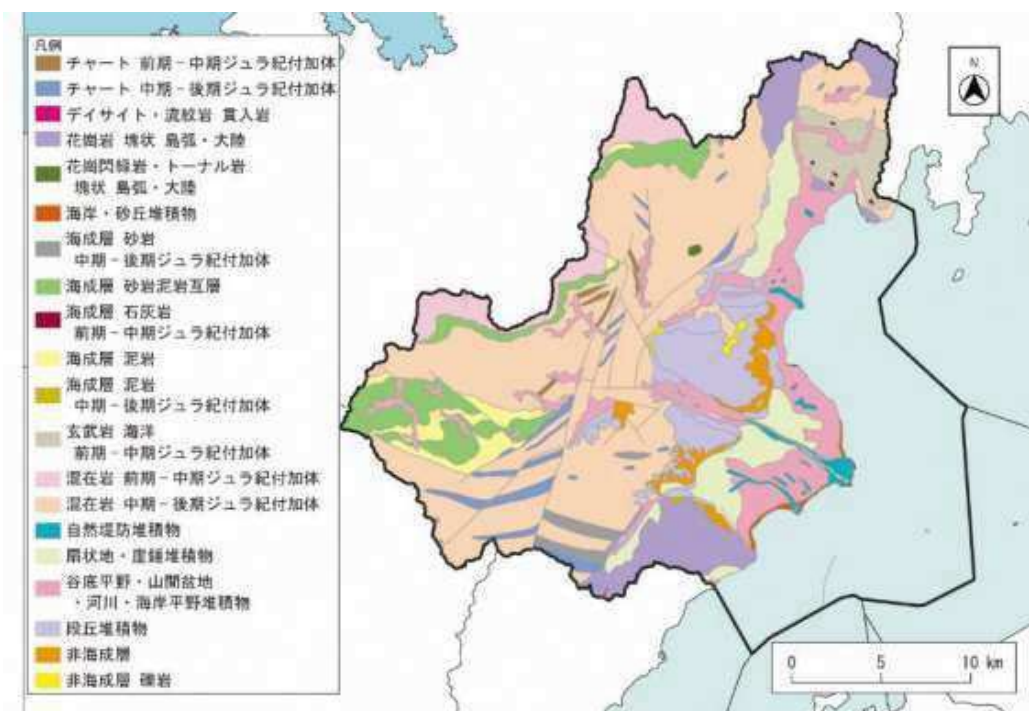 凡例
チャート 前期－中期ジュラ紀付加体
チャート 中期－後期ジュラ紀付加体
デイサイト・流紋岩 貫入岩
花崗岩 塊状 島弧・大陸
花崗閃緑岩・トーナル岩
塊状 島弧・大陸
海岸・砂丘堆積物
海成層 砂岩
中期－後期ジュラ紀付加体
海成層 砂岩泥岩互層
海成層 石灰岩
前期－中期ジュラ紀付加体
海成層 泥岩
海成層 泥岩
中期－後期ジュラ紀付加体
玄武岩 海洋
前期－中期ジュラ紀付加体
混在岩 前期－中期ジュラ紀付加体
混在岩 中期－後期ジュラ紀付加体
自然堤防堆積物
扇状地・崖錐堆積物
谷底平野・山間盆地
・河川・海岸平野堆積物
段丘堆積物
非海成層
非海成層 礫岩
N
0 5 10 km